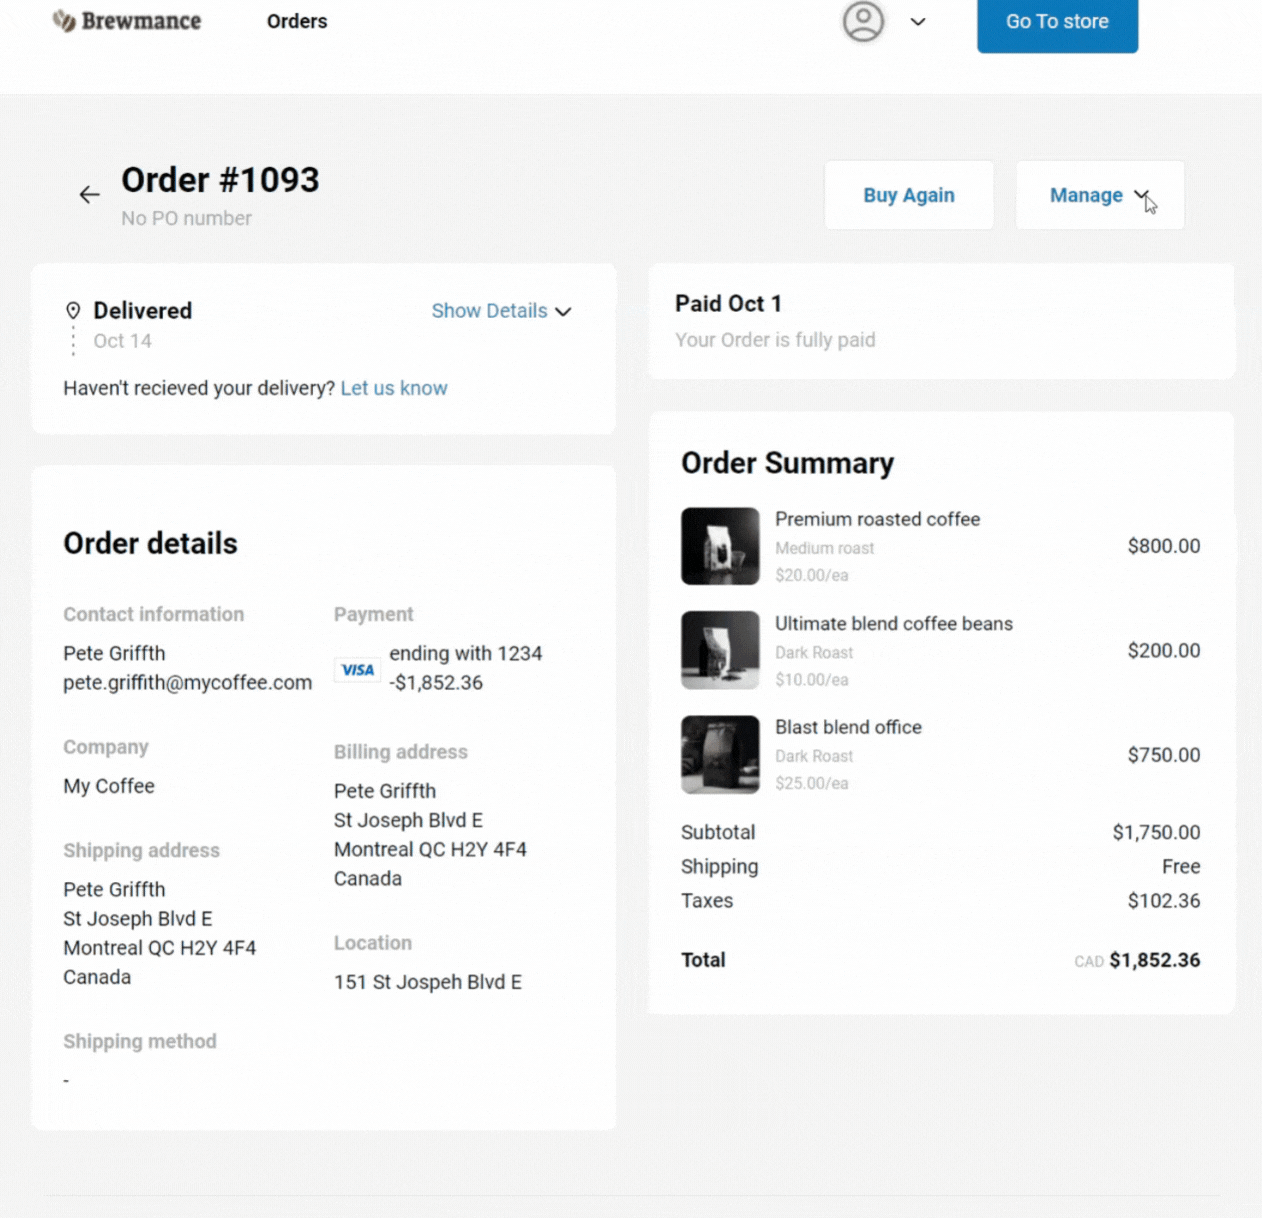 Brewmance
Orders
Go To store
Order #1093
No PO number
Buy Again
Manage
Delivered
Show Details
Oct 14
Haven't recieved your delivery? Let us know
Paid Oct 1
Your Order is fully paid
Order details
Contact information
Pete Griffth
pete.griffith@mycoffee.com
Payment
VISA
ending with 1234
-$1,852.36
Company
My Coffee
Billing address
Pete Griffth
St Joseph Blvd E
Montreal QC H2Y 4F4
Canada
Shipping address
Pete Griffth
St Joseph Blvd E
Montreal QC H2Y 4F4
Canada
Location
151 St Jospeh Blvd E
Shipping method
-
Order Summary
Premium roasted coffee
Medium roast
$20.00/ea
$800.00
Ultimate blend coffee beans
Dark Roast
$10.00/ea
$200.00
Blast blend office
Dark Roast
$25.00/ea
$750.00
Subtotal $1,750.00
Shipping Free
Taxes $102.36
Total CAD $1,852.36